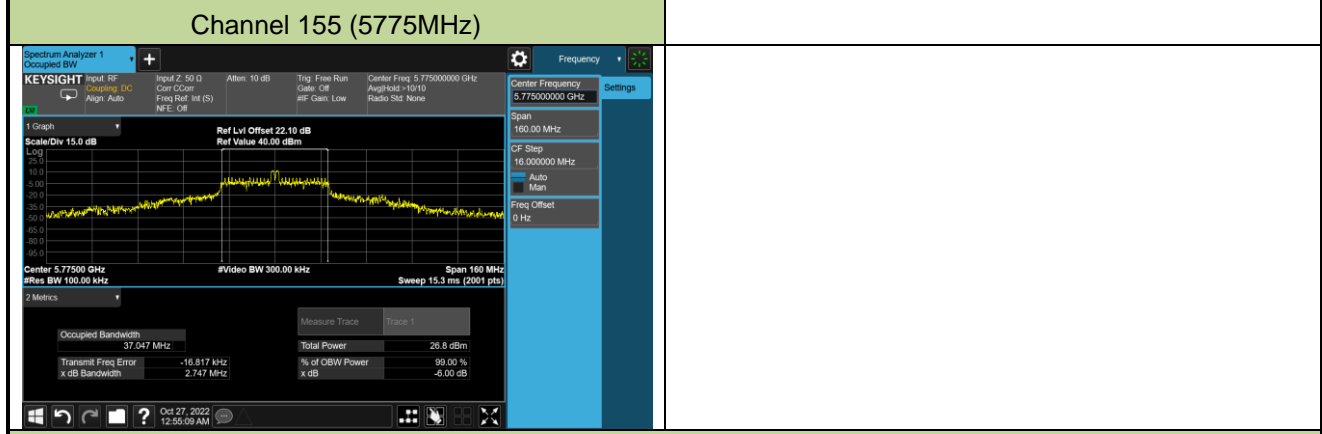 Channel 155 (5775MHz)
Spectrum Analyzer 1
Occupied BW
Frequency
KEYSIGHT
Input: RF
Coupling: DC
Align: Auto
LXI
Input Z: 50 Ω
Corr CCorr
Freq Ref: Int (S)
NFE: Off
Atten: 10 dB
Trig: Free Run
Gate: Off
#IF Gain: Low
Center Freq: 5.775000000 GHz
Avg|Hold:>10/10
Radio Std: None
Center Frequency
5.775000000 GHz
Settings
Span
160.00 MHz
CF Step
16.000000 MHz
Auto
Man
Freq Offset
0 Hz
1 Graph
Scale/Div 15.0 dB
Ref Lvl Offset 22.10 dB
Ref Value 40.00 dBm
Log
25.0
10.0
-5.00
-20.0
-35.0
-50.0
-65.0
-80.0
-95.0
Center 5.77500 GHz
#Res BW 100.00 kHz
#Video BW 300.00 kHz
Span 160 MHz
Sweep 15.3 ms (2001 pts)
2 Metrics
Measure Trace Trace 1
Occupied Bandwidth
37.047 MHz
Total Power 26.8 dBm
Transmit Freq Error -16.817 kHz
% of OBW Power 99.00 %
x dB Bandwidth 2.747 MHz
x dB -6.00 dB
Oct 27, 2022
12:55:09 AM